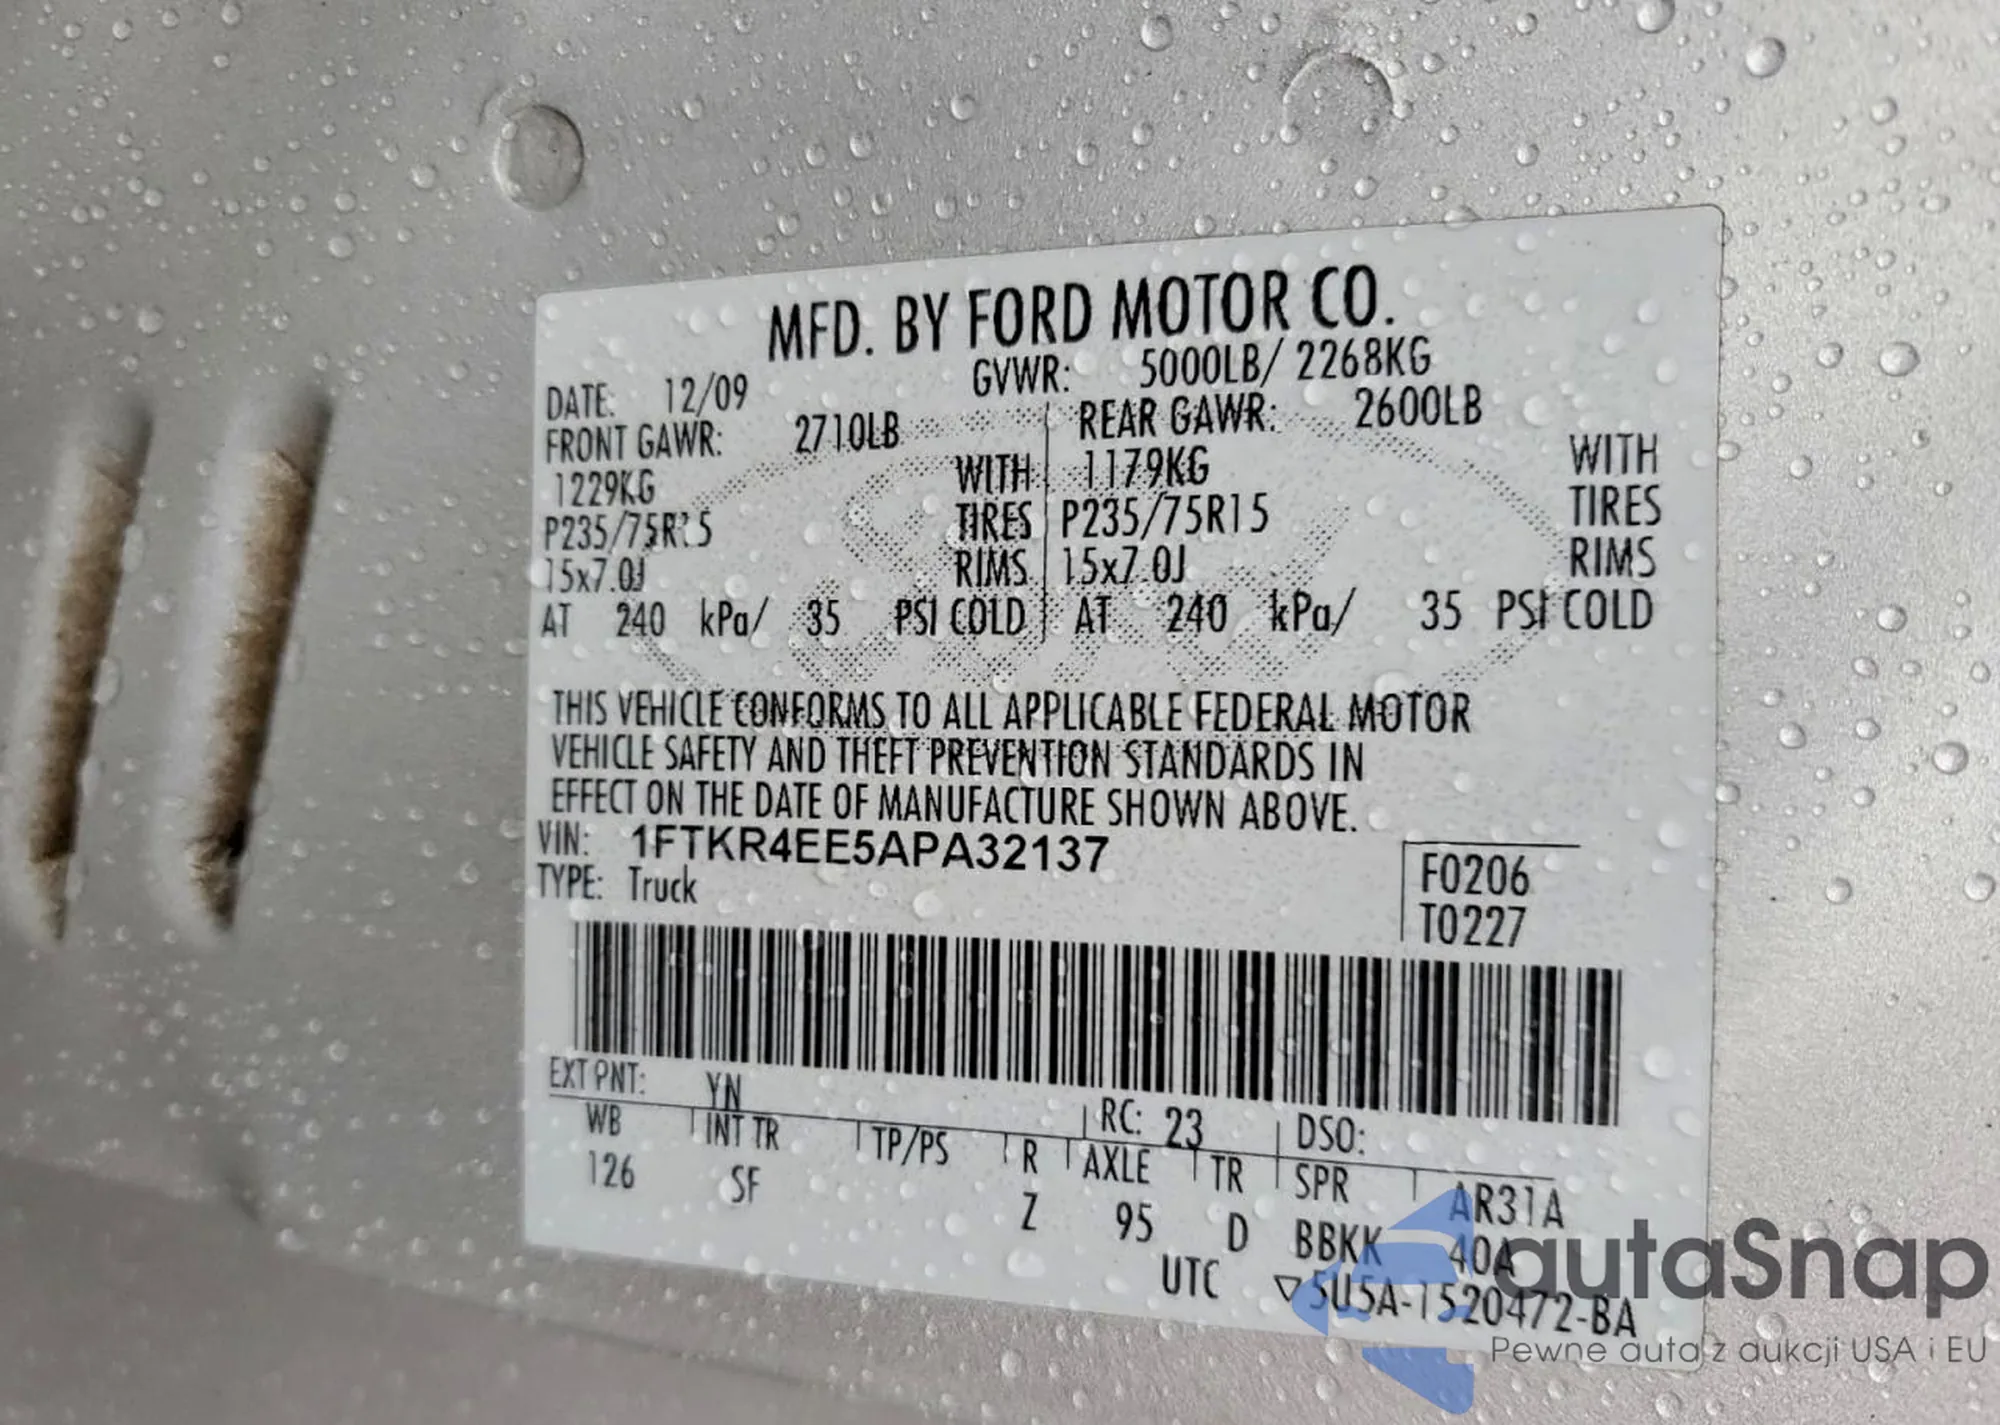 MFD. BY FORD MOTOR CO.
DATE: 12/09 GVWR: 5000LB/ 2268KG
FRONT GAWR: 2710LB REAR GAWR: 2600LB
1229KG WITH 1179KG WITH
P235/75R15 TIRES P235/75R15 TIRES
15x7.0J RIMS 15x7.0J RIMS
AT 240 kPa/ 35 PSI COLD AT 240 kPa/ 35 PSI COLD
THIS VEHICLE CONFORMS TO ALL APPLICABLE FEDERAL MOTOR
VEHICLE SAFETY AND THEFT PREVENTION STANDARDS IN
EFFECT ON THE DATE OF MANUFACTURE SHOWN ABOVE.
VIN: 1FTKR4EE5APA32137
TYPE: Truck
F0206
T0227
EXT PNT: YN RC: 23 DSO:
WB INT TR TP/PS R AXLE TR SPR AR31A
126 SF Z 95 D BBKK 40A
UTC ▽5U5A-1520472-BA
autaSnap
Pewne auta z aukcji USA i EU